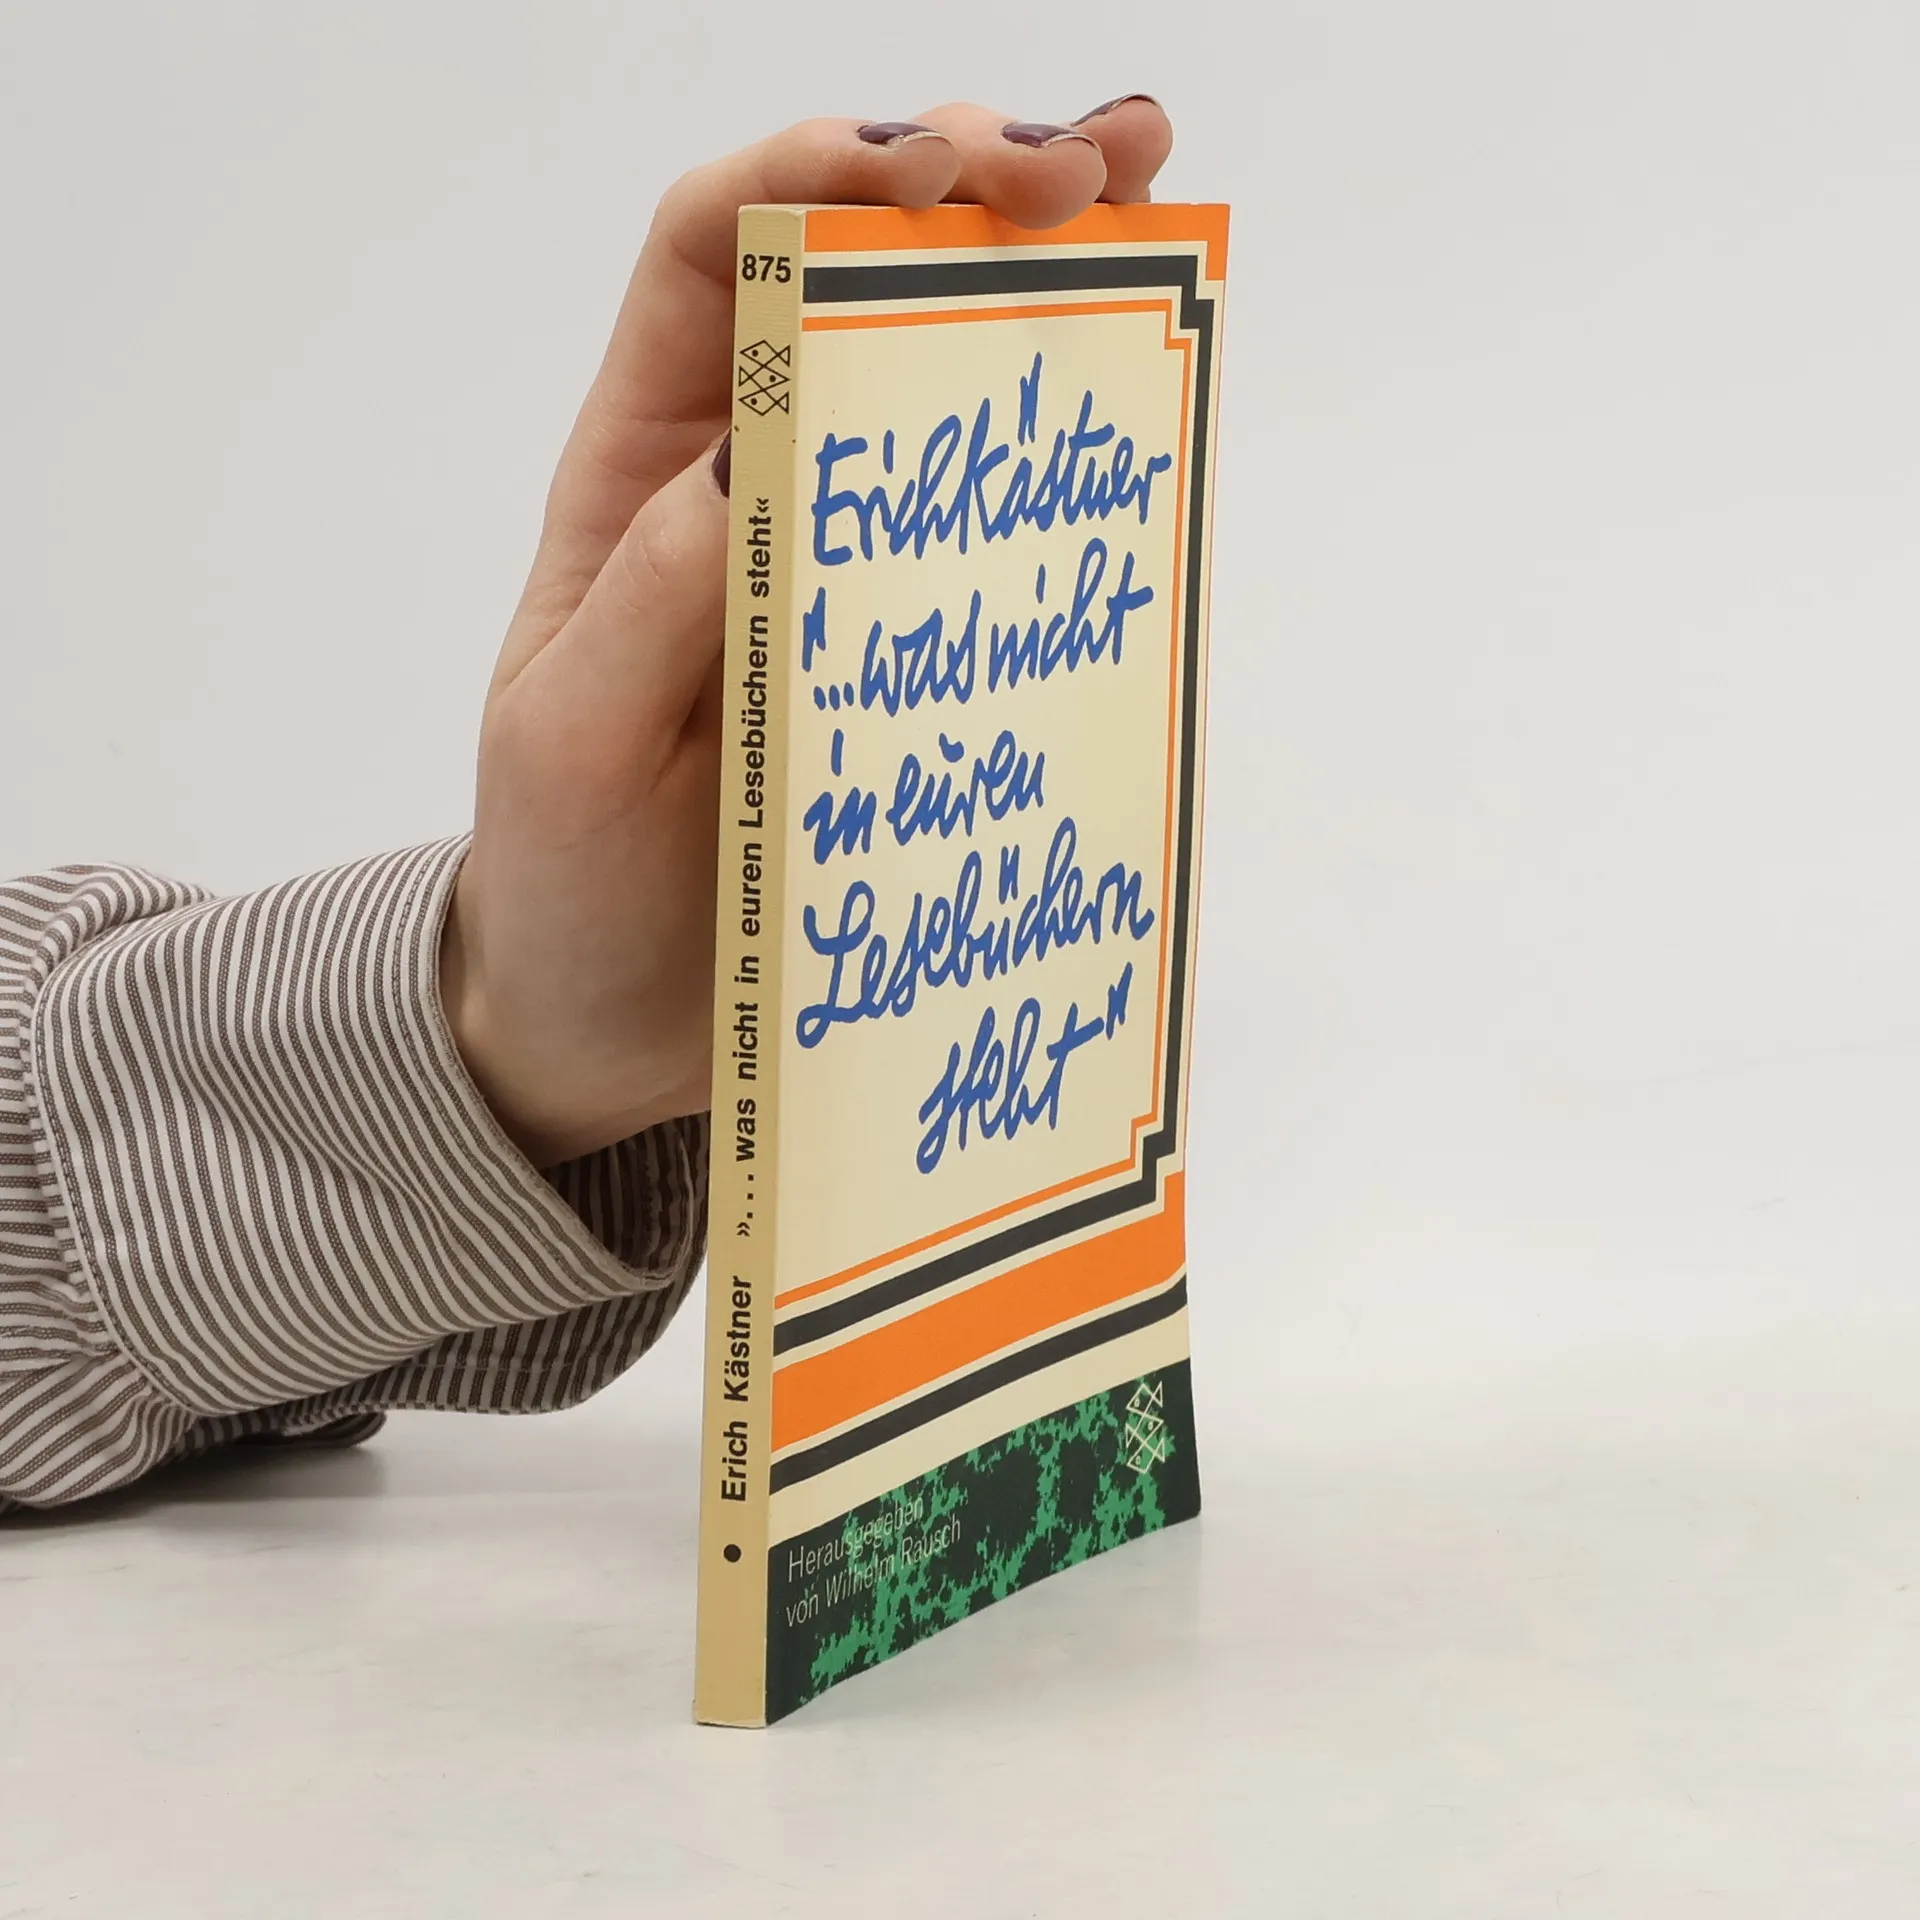 875
Erich Kästner »... was nicht in euren Lesebüchern steht«
Erich Kästner
"...was nicht
in euren
Lesebüchern
steht"
Herausgegeben
von Wilhelm Rausch